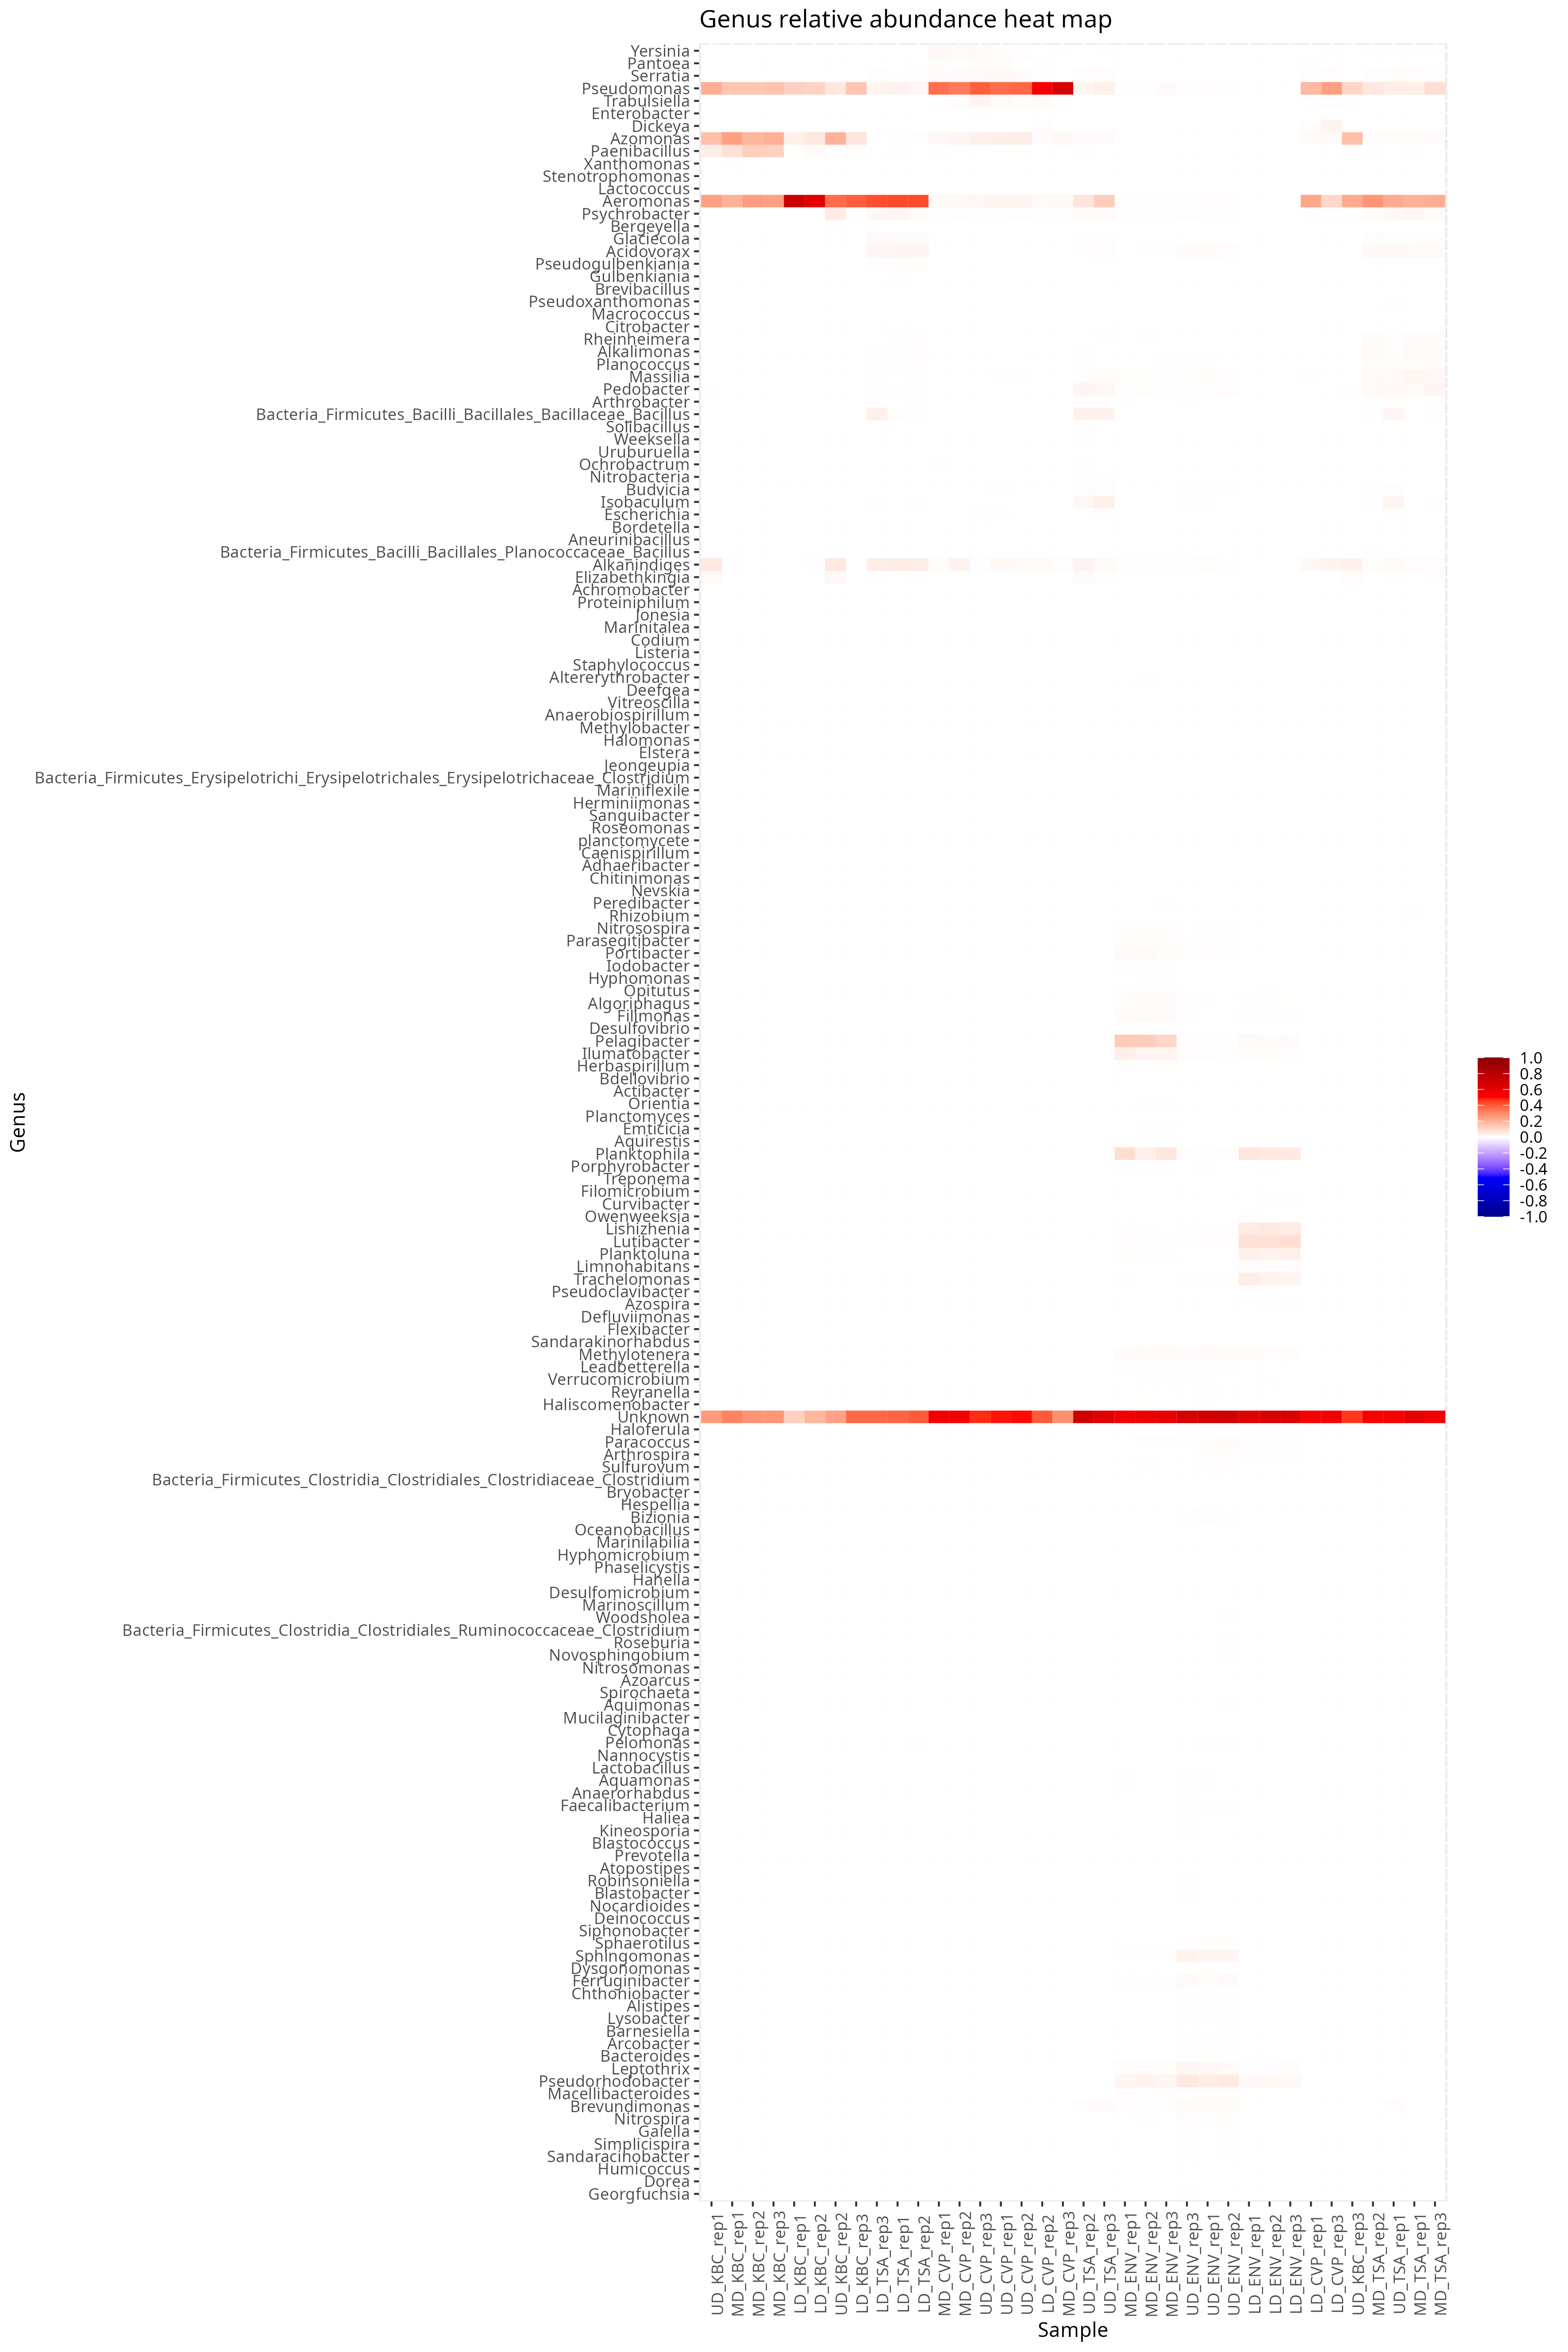 Genus relative abundance heat map
Yersinia
Pantoea
Serratia
Pseudomonas
Trabulsiella
Enterobacter
Dickeya
Azomonas
Paenibacillus
Xanthomonas
Stenotrophomonas
Lactococcus
Aeromonas
Psychrobacter
Bergeyella
Glaciecola
Acidovorax
Pseudogulbenkiania
Gulbenkiania
Brevibacillus
Pseudoxanthomonas
Macrococcus
Citrobacter
Rheinheimera
Alkalimonas
Planococcus
Massilia
Pedobacter
Arthrobacter
Bacteria_Firmicutes_Bacilli_Bacillales_Bacillaceae_Bacillus
Solibacillus
Weeksella
Uruburuella
Ochrobactrum
Nitrobacteria
Budvicia
Isobaculum
Escherichia
Bordetella
Aneurinibacillus
Bacteria_Firmicutes_Bacilli_Bacillales_Planococcaceae_Bacillus
Alkanindiges
Elizabethkingia
Achromobacter
Proteiniphilum
Jonesia
Marinitalea
Codium
Listeria
Staphylococcus
Altererythrobacter
Deefgea
Vitreoscilla
Anaerobiospirillum
Methylobacter
Halomonas
Elstera
Jeongeupia
Bacteria_Firmicutes_Erysipelotrichi_Erysipelotrichales_Erysipelotrichaceae_Clostridium
Mariniflexile
Herminiimonas
Sanguibacter
Roseomonas
planctomycete
Caenispirillum
Adhaeribacter
Chitinimonas
Nevskia
Peredibacter
Rhizobium
Nitrosospira
Parasegitibacter
Portibacter
Iodobacter
Hyphomonas
Opitutus
Algoriphagus
Filimonas
Desulfovibrio
Pelagibacter
Ilumatobacter
Herbaspirillum
Bdellovibrio
Actibacter
Orientia
Planctomyces
Emticicia
Aquirestis
Planktophila
Porphyrobacter
Treponema
Filomicrobium
Curvibacter
Owenweeksia
Lishizhenia
Lutibacter
Planktoluna
Limnohabitans
Trachelomonas
Pseudoclavibacter
Azospira
Defluviimonas
Flexibacter
Sandarakinorhabdus
Methylotenera
Leadbetterella
Verrucomicrobium
Reyranella
Haliscomenobacter
Unknown
Haloferula
Paracoccus
Arthrospira
Sulfurovum
Bacteria_Firmicutes_Clostridia_Clostridiales_Clostridiaceae_Clostridium
Bryobacter
Hespellia
Bizionia
Oceanobacillus
Marinilabilia
Hyphomicrobium
Phaselicystis
Hahella
Desulfomicrobium
Marinoscillum
Woodsholea
Bacteria_Firmicutes_Clostridia_Clostridiales_Ruminococcaceae_Clostridium
Roseburia
Novosphingobium
Nitrosomonas
Azoarcus
Spirochaeta
Aquimonas
Mucilaginibacter
Cytophaga
Pelomonas
Nannocystis
Lactobacillus
Aquamonas
Anaerorhabdus
Faecalibacterium
Haliea
Kineosporia
Blastococcus
Prevotella
Atopostipes
Robinsoniella
Blastobacter
Nocardioides
Deinococcus
Siphonobacter
Sphaerotilus
Sphingomonas
Dysgonomonas
Ferruginibacter
Chthoniobacter
Alistipes
Lysobacter
Barnesiella
Arcobacter
Bacteroides
Leptothrix
Pseudorhodobacter
Macellibacteroides
Brevundimonas
Nitrospira
Gaiella
Simplicispira
Sandaracinobacter
Humicoccus
Dorea
Georgfuchsia
Genus
UD_KBC_rep1
MD_KBC_rep1
MD_KBC_rep2
MD_KBC_rep3
LD_KBC_rep1
LD_KBC_rep2
UD_KBC_rep2
LD_KBC_rep3
LD_TSA_rep3
LD_TSA_rep1
LD_TSA_rep2
MD_CVP_rep1
MD_CVP_rep2
UD_CVP_rep3
UD_CVP_rep1
UD_CVP_rep2
LD_CVP_rep2
MD_CVP_rep3
UD_TSA_rep2
UD_TSA_rep3
MD_ENV_rep1
MD_ENV_rep2
MD_ENV_rep3
UD_ENV_rep3
UD_ENV_rep1
UD_ENV_rep2
LD_ENV_rep1
LD_ENV_rep2
LD_ENV_rep3
LD_CVP_rep1
LD_CVP_rep3
UD_KBC_rep3
MD_TSA_rep2
UD_TSA_rep1
MD_TSA_rep1
MD_TSA_rep3
Sample
1.0
0.8
0.6
0.4
0.2
0.0
-0.2
-0.4
-0.6
-0.8
-1.0